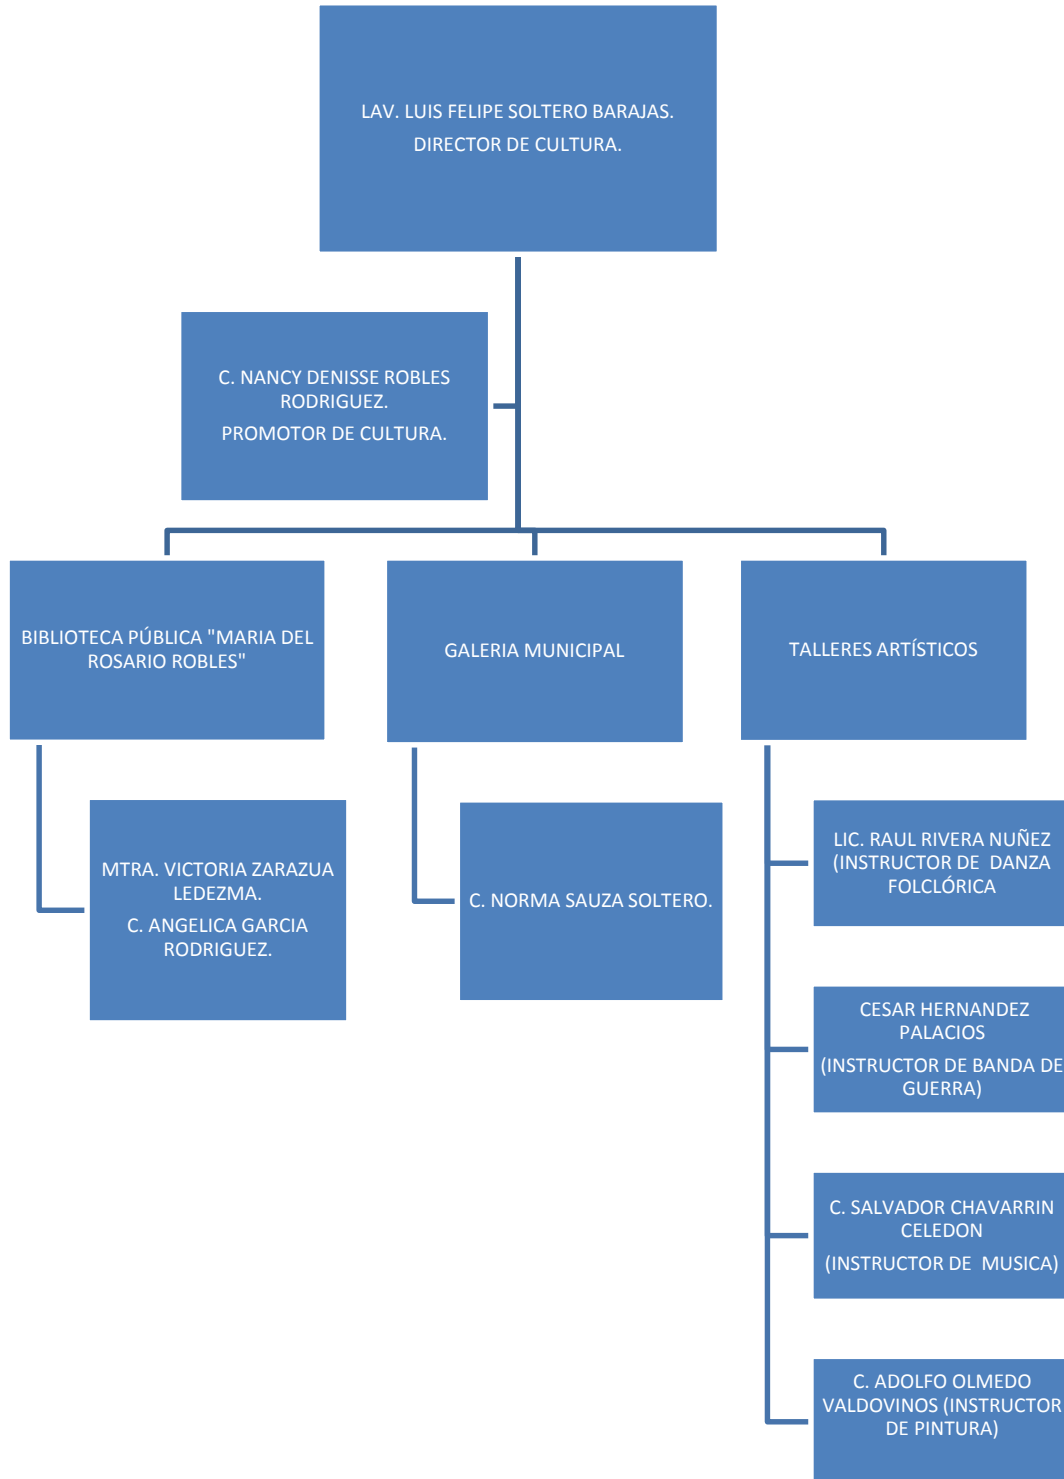 LAV. LUIS FELIPE SOLTERO BARAJAS.
DIRECTOR DE CULTURA.
C. NANCY DENISSE ROBLES
RODRIGUEZ.
PROMOTOR DE CULTURA.
BIBLIOTECA PÚBLICA "MARIA DEL
ROSARIO ROBLES"
GALERIA MUNICIPAL
TALLERES ARTÍSTICOS
MTRA. VICTORIA ZARAZUA
LEDEZMA.
C. ANGELICA GARCIA
RODRIGUEZ.
C. NORMA SAUZA SOLTERO.
LIC. RAUL RIVERA NUÑEZ
(INSTRUCTOR DE  DANZA
FOLCLÓRICA
CESAR HERNANDEZ
PALACIOS
(INSTRUCTOR DE BANDA DE
GUERRA)
C. SALVADOR CHAVARRIN
CELEDON
(INSTRUCTOR DE  MUSICA)
C. ADOLFO OLMEDO
VALDOVINOS (INSTRUCTOR
DE PINTURA)